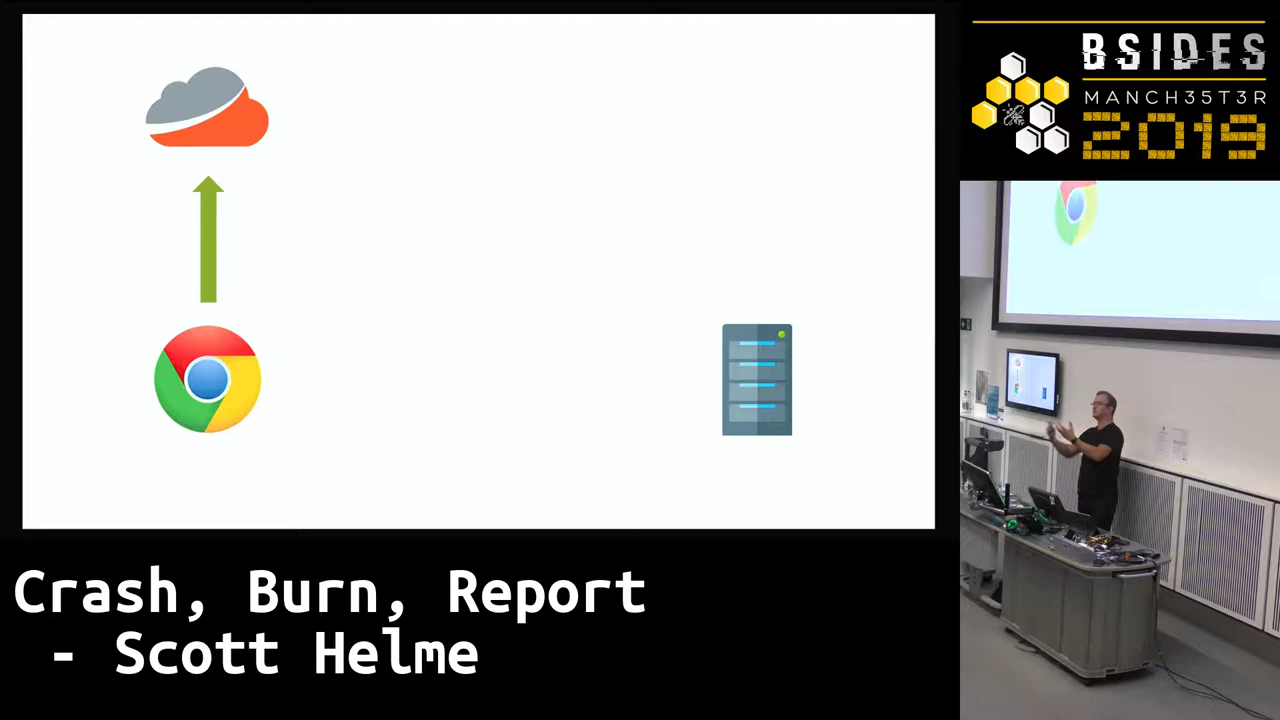 BSIDES
MANCH35T3R
2019
Crash, Burn, Report
- Scott Helme